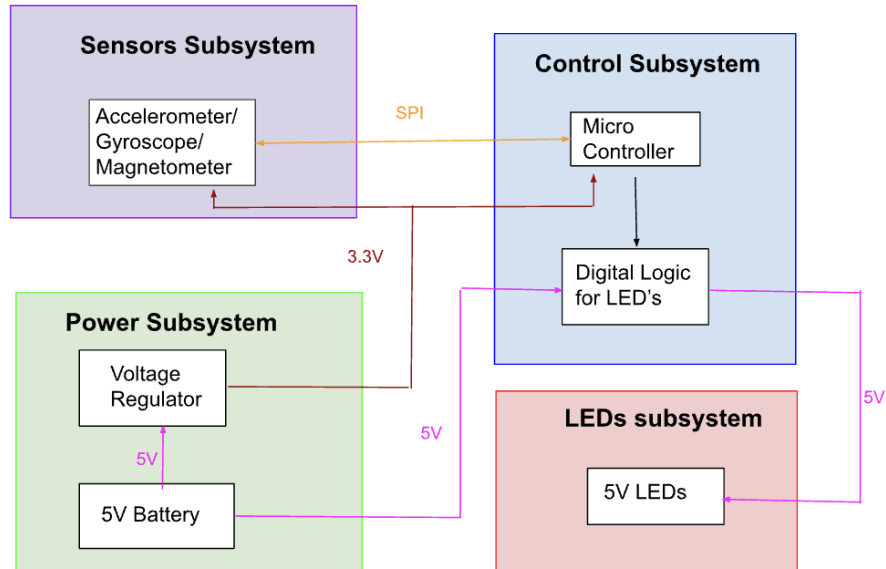 Sensors Subsystem
Accelerometer/
Gyroscope/
Magnetometer
SPI
Control Subsystem
Micro
Controller
Digital Logic
for LED's
3.3V
Power Subsystem
Voltage
Regulator
5V
5V Battery
5V
LEDs subsystem
5V LEDs
5V